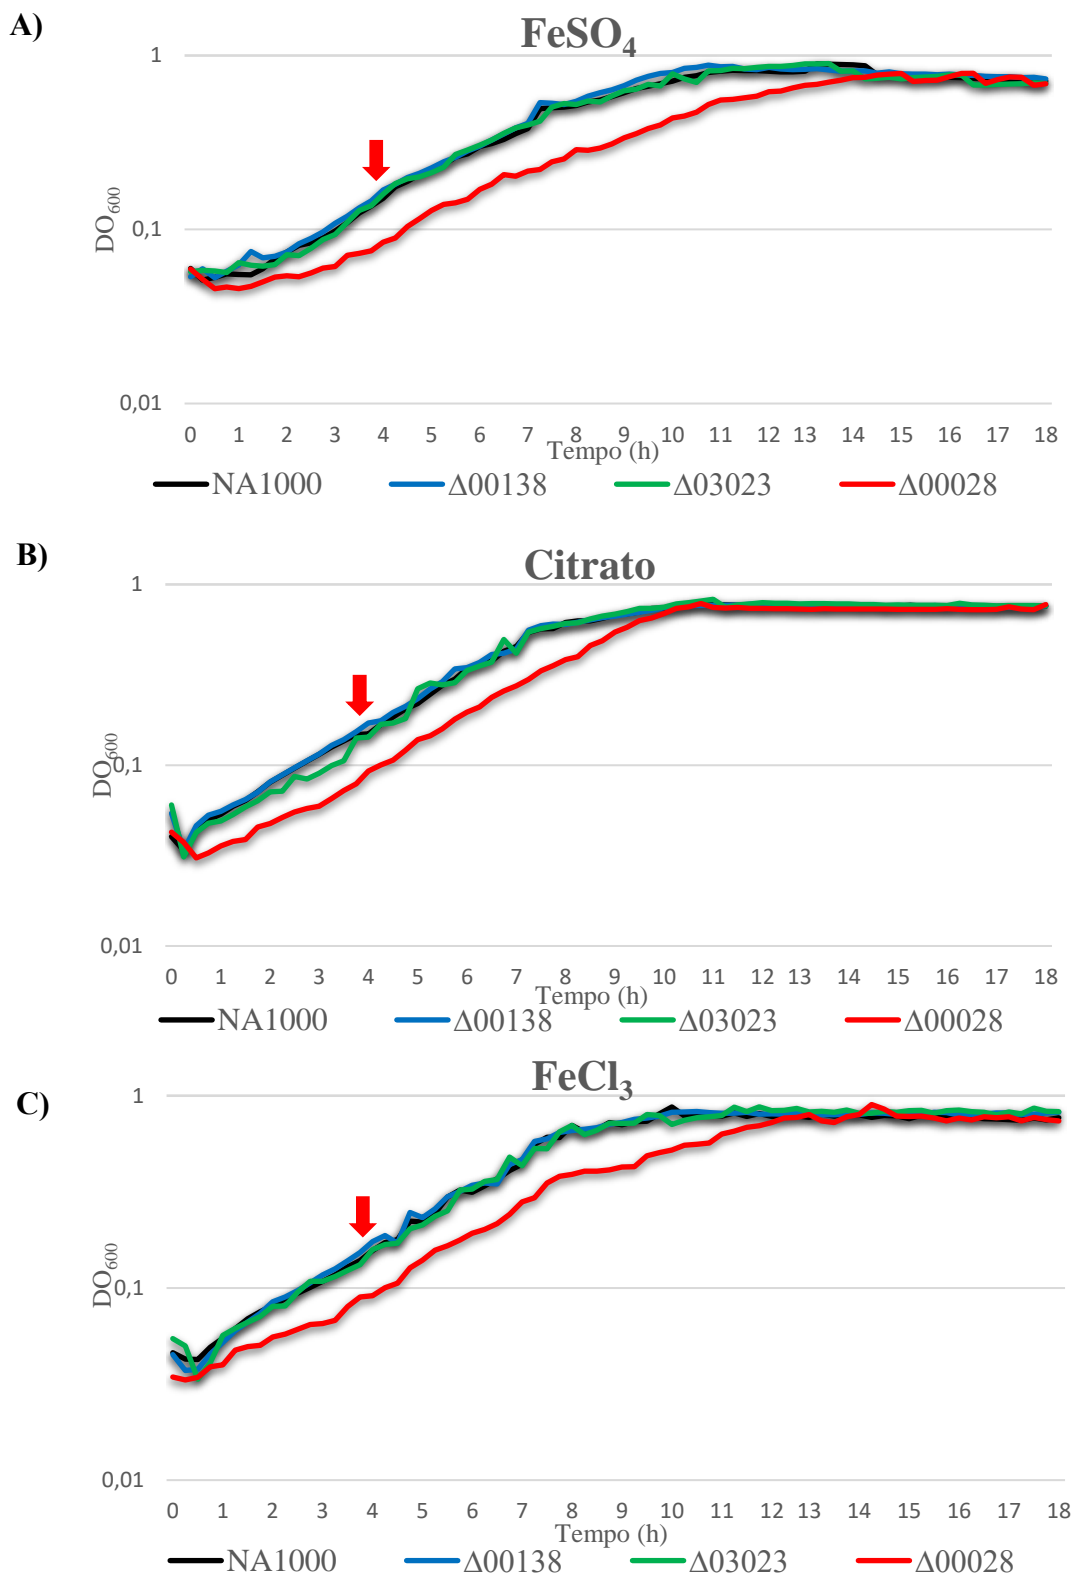 A)
FeSO₄
1
0,1
0,01
DO₆₀₀
0 1 2 3 4 5 6 7 8 9 10 11 12 13 14 15 16 17 18
Tempo (h)
NA1000 Δ00138 Δ03023 Δ00028
B)
Citrato
1
0,1
0,01
DO₆₀₀
0 1 2 3 4 5 6 7 8 9 10 11 12 13 14 15 16 17 18
Tempo (h)
NA1000 Δ00138 Δ03023 Δ00028
C)
FeCl₃
1
0,1
0,01
DO₆₀₀
0 1 2 3 4 5 6 7 8 9 10 11 12 13 14 15 16 17 18
Tempo (h)
NA1000 Δ00138 Δ03023 Δ00028